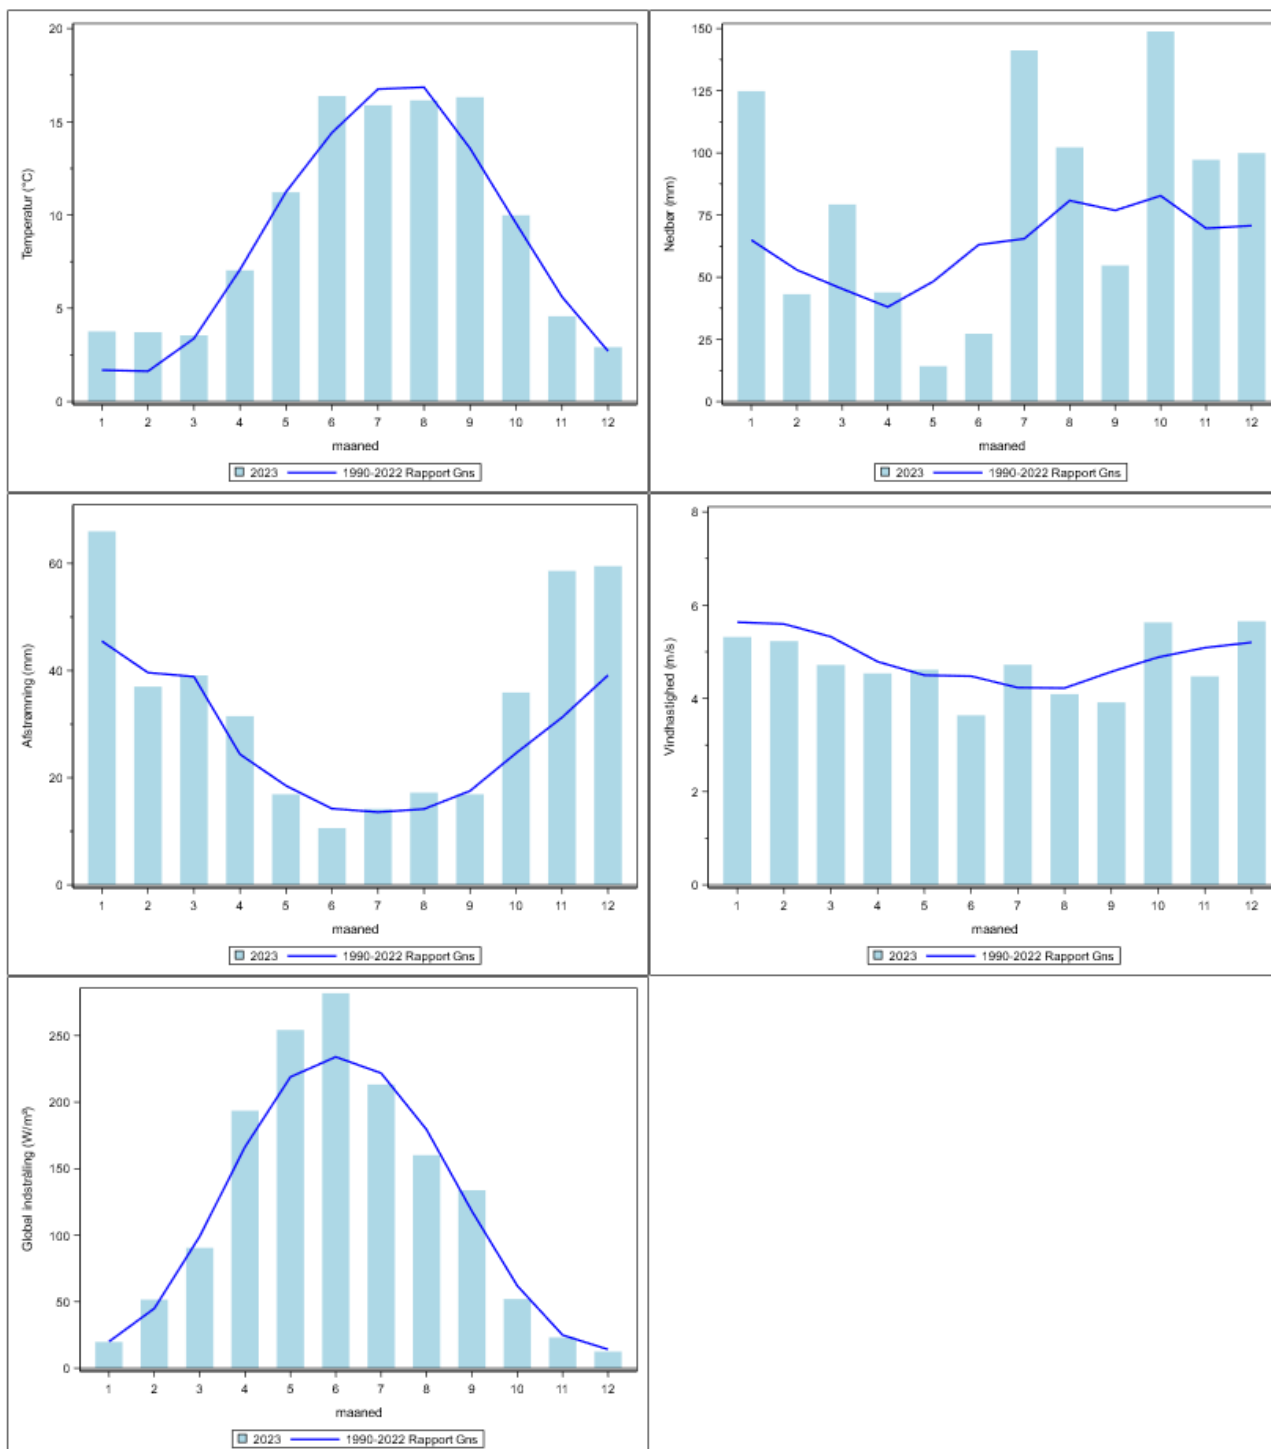 Temperatur (°C)
20
15
10
5
0
1 2 3 4 5 6 7 8 9 10 11 12
maaned
2023 1990-2022 Rapport Gns
Nedbør (mm)
150
125
100
75
50
25
0
1 2 3 4 5 6 7 8 9 10 11 12
maaned
2023 1990-2022 Rapport Gns
Afstrømning (mm)
60
40
20
0
1 2 3 4 5 6 7 8 9 10 11 12
maaned
2023 1990-2022 Rapport Gns
Vindhastighed (m/s)
8
6
4
2
0
1 2 3 4 5 6 7 8 9 10 11 12
maaned
2023 1990-2022 Rapport Gns
Global indstråling (W/m²)
250
200
150
100
50
0
1 2 3 4 5 6 7 8 9 10 11 12
maaned
2023 1990-2022 Rapport Gns